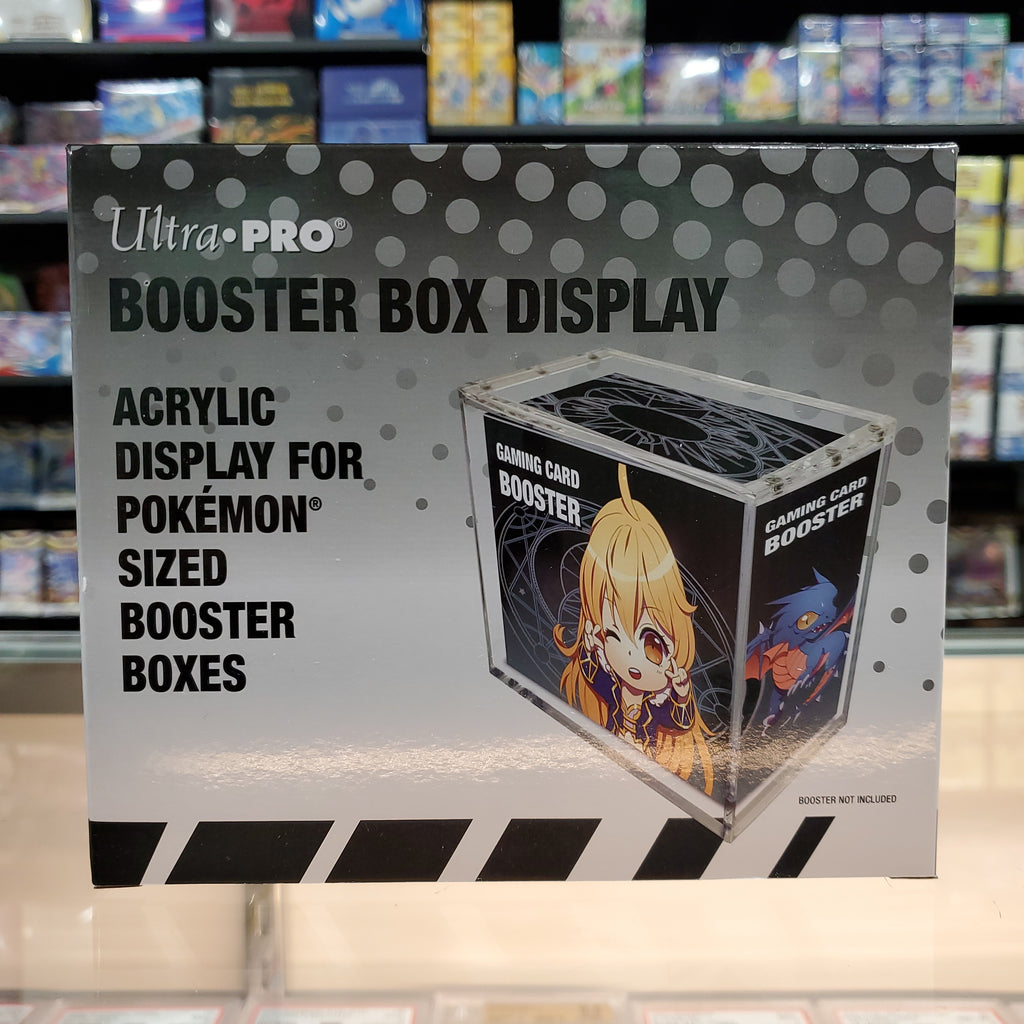 Ultra•PRO®
BOOSTER BOX DISPLAY
ACRYLIC
DISPLAY FOR
POKÉMON®
SIZED
BOOSTER
BOXES
GAMING CARD
BOOSTER
GAMING CARD
BOOSTER
BOOSTER NOT INCLUDED